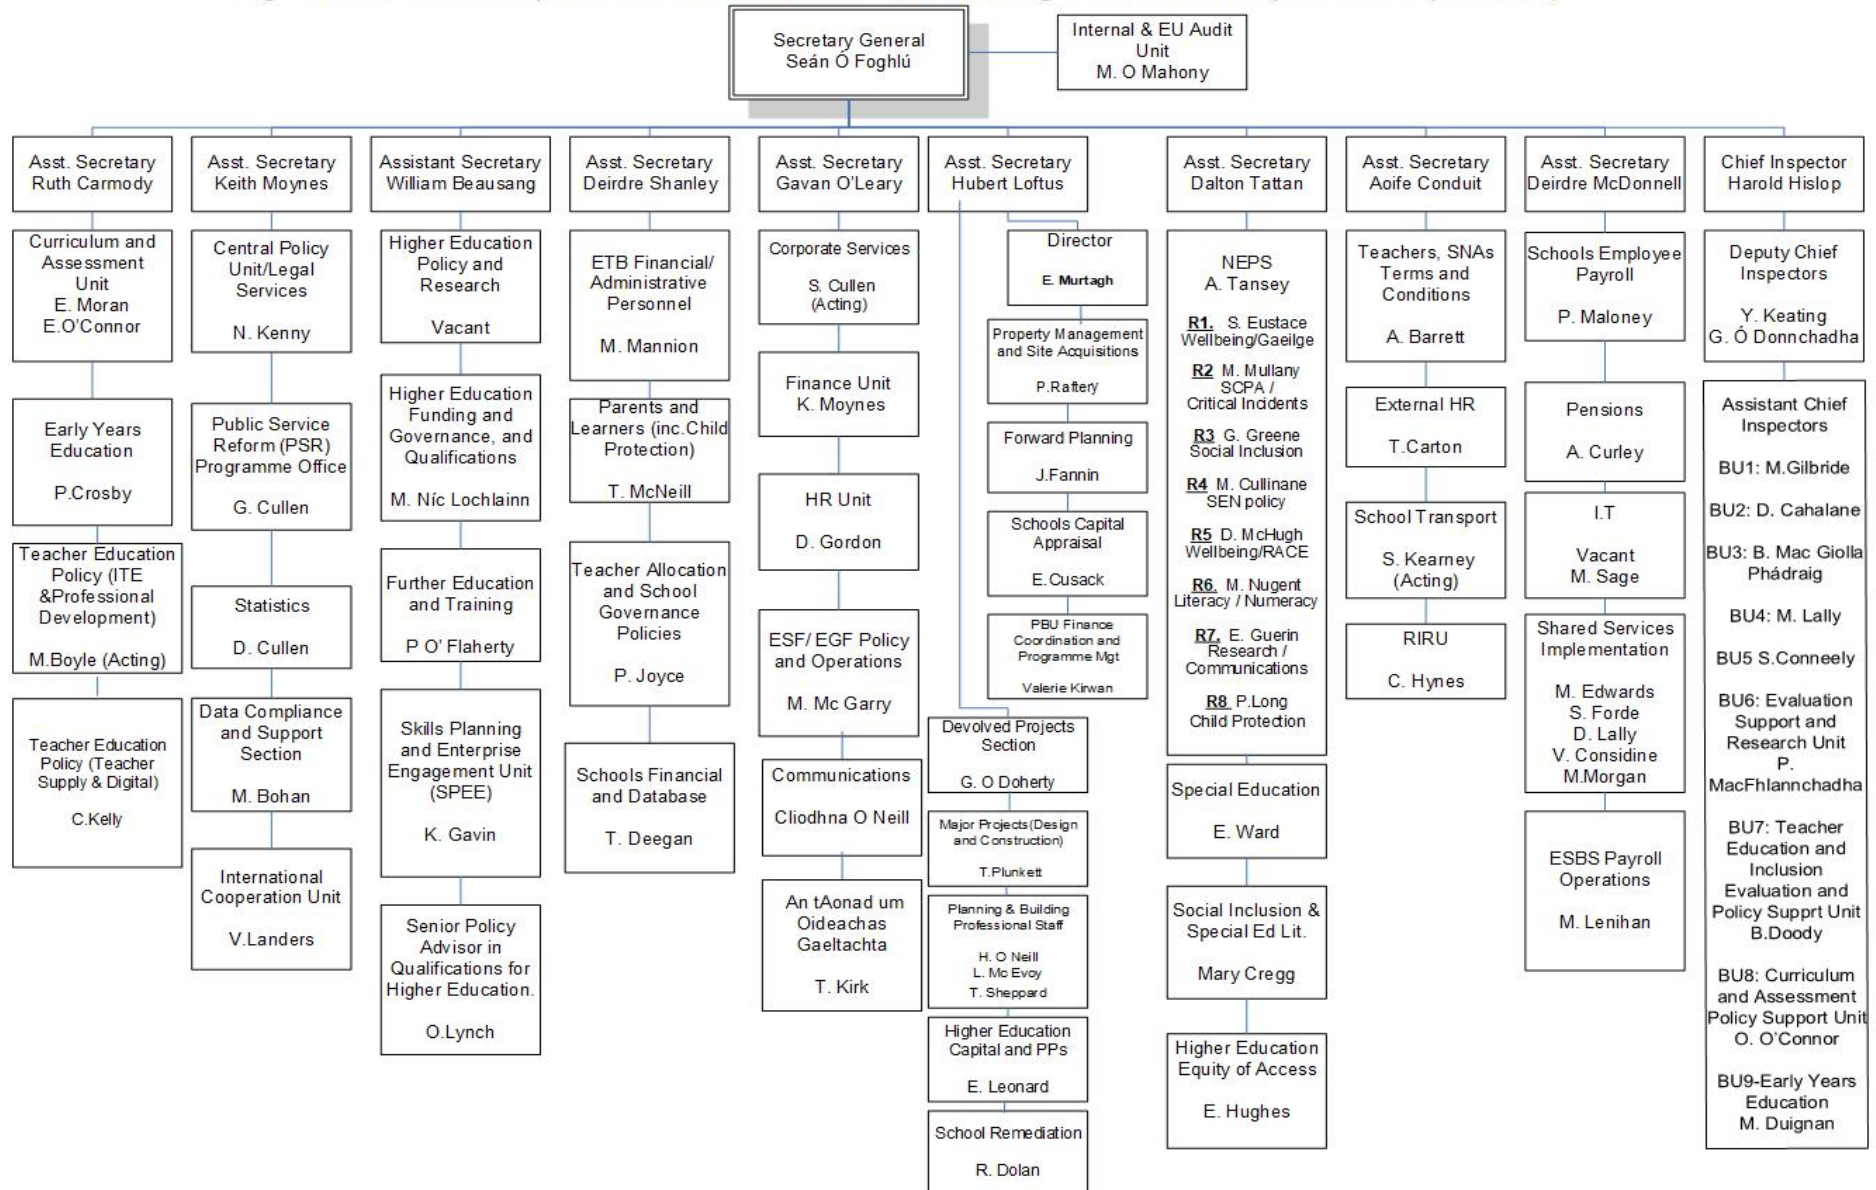 Secretary General
Seán Ó Foghlú
Internal & EU Audit
Unit
M. O Mahony
Asst. Secretary
Ruth Carmody
Curriculum and
Assessment
Unit
E. Moran
E.O'Connor
Early Years
Education
P.Crosby
Teacher Education
Policy (ITE
&Professional
Development)
M.Boyle (Acting)
Teacher Education
Policy (Teacher
Supply & Digital)
C.Kelly
Asst. Secretary
Keith Moynes
Central Policy
Unit/Legal
Services
N. Kenny
Public Service
Reform (PSR)
Programme Office
G. Cullen
Statistics
D. Cullen
Data Compliance
and Support
Section
M. Bohan
International
Cooperation Unit
V.Landers
Assistant Secretary
William Beausang
Higher Education
Policy and
Research
Vacant
Higher Education
Funding and
Governance, and
Qualifications
M. Níc Lochlainn
Further Education
and Training
P O' Flaherty
Skills Planning
and Enterprise
Engagement Unit
(SPEE)
K. Gavin
Senior Policy
Advisor in
Qualifications for
Higher Education.
O.Lynch
Asst. Secretary
Deirdre Shanley
ETB Financial/
Administrative
Personnel
M. Mannion
Parents and
Learners (inc.Child
Protection)
T. McNeill
Teacher Allocation
and School
Governance
Policies
P. Joyce
Schools Financial
and Database
T. Deegan
Asst. Secretary
Gavan O'Leary
Corporate Services
S. Cullen
(Acting)
Finance Unit
K. Moynes
HR Unit
D. Gordon
ESF/ EGF Policy
and Operations
M. Mc Garry
Communications
Cliodhna O Neill
An tAonad um
Oideachas
Gaeltachta
T. Kirk
Asst. Secretary
Hubert Loftus
Director
E. Murtagh
Property Management
and Site Acquisitions
P.Raftery
Forward Planning
J.Fannin
Schools Capital
Appraisal
E.Cusack
PBU Finance
Coordination and
Programme Mgt
Valerie Kirwan
Devolved Projects
Section
G. O Doherty
Major Projects(Design
and Construction)
T.Plunkett
Planning & Building
Professional Staff
H. O Neill
L. Mc Evoy
T. Sheppard
Higher Education
Capital and PPs
E. Leonard
School Remediation
R. Dolan
Asst. Secretary
Dalton Tattan
NEPS
A. Tansey
R1. S. Eustace
Wellbeing/Gaeilge
R2 M. Mullany
SCPA /
Critical Incidents
R3 G. Greene
Social Inclusion
R4 M. Cullinane
SEN policy
R5 D. McHugh
Wellbeing/RACE
R6. M. Nugent
Literacy / Numeracy
R7. E. Guerin
Research /
Communications
R8 P.Long
Child Protection
Special Education
E. Ward
Social Inclusion &
Special Ed Lit.
Mary Cregg
Higher Education
Equity of Access
E. Hughes
Asst. Secretary
Aoife Conduit
Teachers, SNAs
Terms and
Conditions
A. Barrett
External HR
T.Carton
School Transport
S. Kearney
(Acting)
RIRU
C. Hynes
Asst. Secretary
Deirdre McDonnell
Schools Employee
Payroll
P. Maloney
Pensions
A. Curley
I.T
Vacant
M. Sage
Shared Services
Implementation
M. Edwards
S. Forde
D. Lally
V. Considine
M.Morgan
ESBS Payroll
Operations
M. Lenihan
Chief Inspector
Harold Hislop
Deputy Chief
Inspectors
Y. Keating
G. Ó Donnchadha
Assistant Chief
Inspectors
BU1: M.Gilbride
BU2: D. Cahalane
BU3: B. Mac Giolla
Phádraig
BU4: M. Lally
BU5 S.Conneely
BU6: Evaluation
Support and
Research Unit
P.
MacFhlannchadha
BU7: Teacher
Education and
Inclusion
Evaluation and
Policy Supprt Unit
B.Doody
BU8: Curriculum
and Assessment
Policy Support Unit
O. O'Connor
BU9-Early Years
Education
M. Duignan